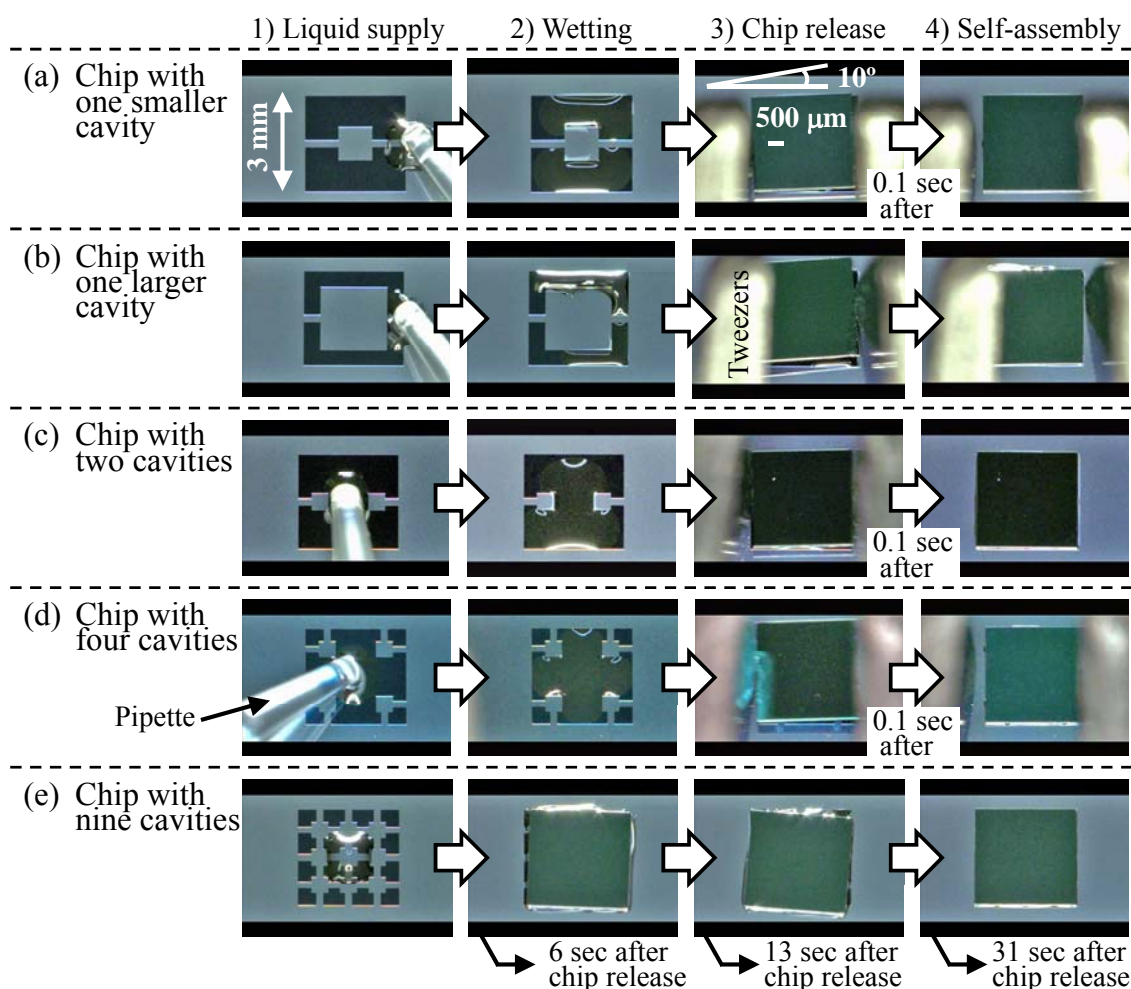 1) Liquid supply
2) Wetting
3) Chip release
4) Self-assembly
(a) Chip with
one smaller
cavity
3 mm
10º
500 μm
0.1 sec
after
(b) Chip with
one larger
cavity
Tweezers
(c) Chip with
two cavities
0.1 sec
after
(d) Chip with
four cavities
Pipette
0.1 sec
after
(e) Chip with
nine cavities
6 sec after
chip release
13 sec after
chip release
31 sec after
chip release